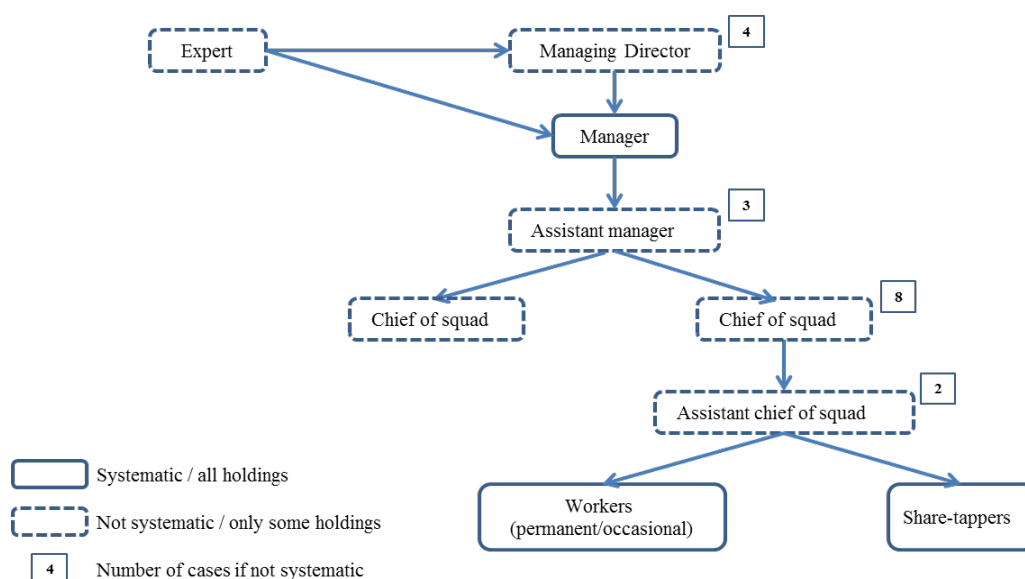 4
Expert
Managing Director
Manager
3
Assistant manager
8
Chief of squad
Chief of squad
2
Assistant chief of squad
Systematic / all holdings
Workers
(permanent/occasional)
Share-tappers
Not systematic / only some holdings
4
Number of cases if not systematic